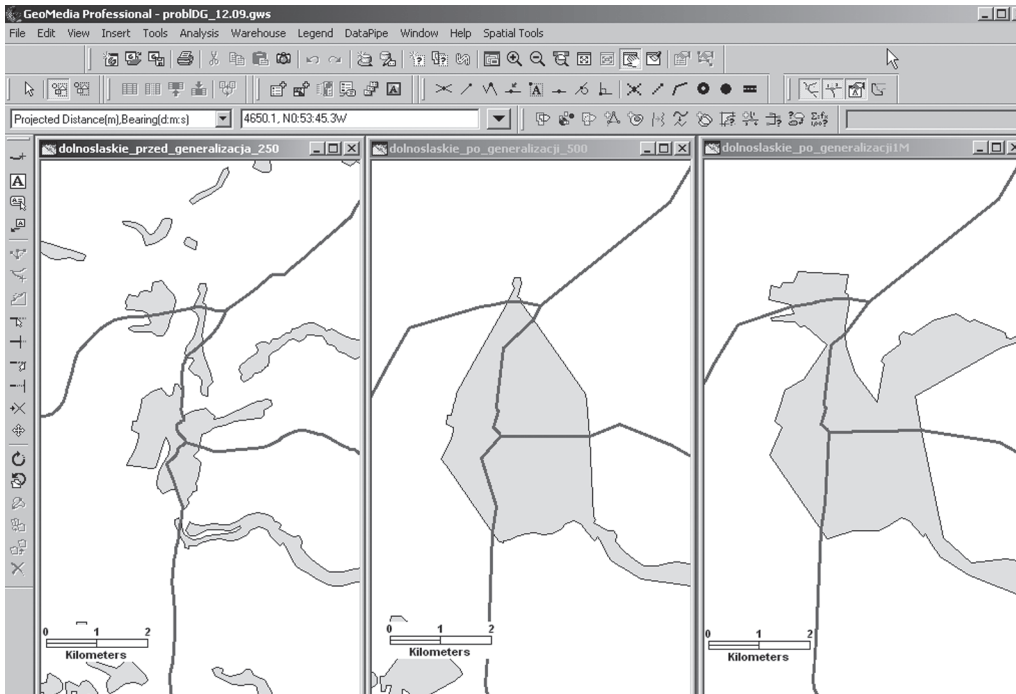 GeoMedia Professional - problDG_12.09.gws
File Edit View Insert Tools Analysis Warehouse Legend DataPipe Window Help Spatial Tools
Projected Distance(m),Bearing(d:m:s) 4650.1, N0:53:45.3W
dolnoslaskie_przed_generalizacja_250
dolnoslaskie_po_generalizacji_500
dolnoslaskie_po_generalizacji1M
A
A
0 1 2
Kilometers
0 1 2
Kilometers
0 1 2
Kilometers